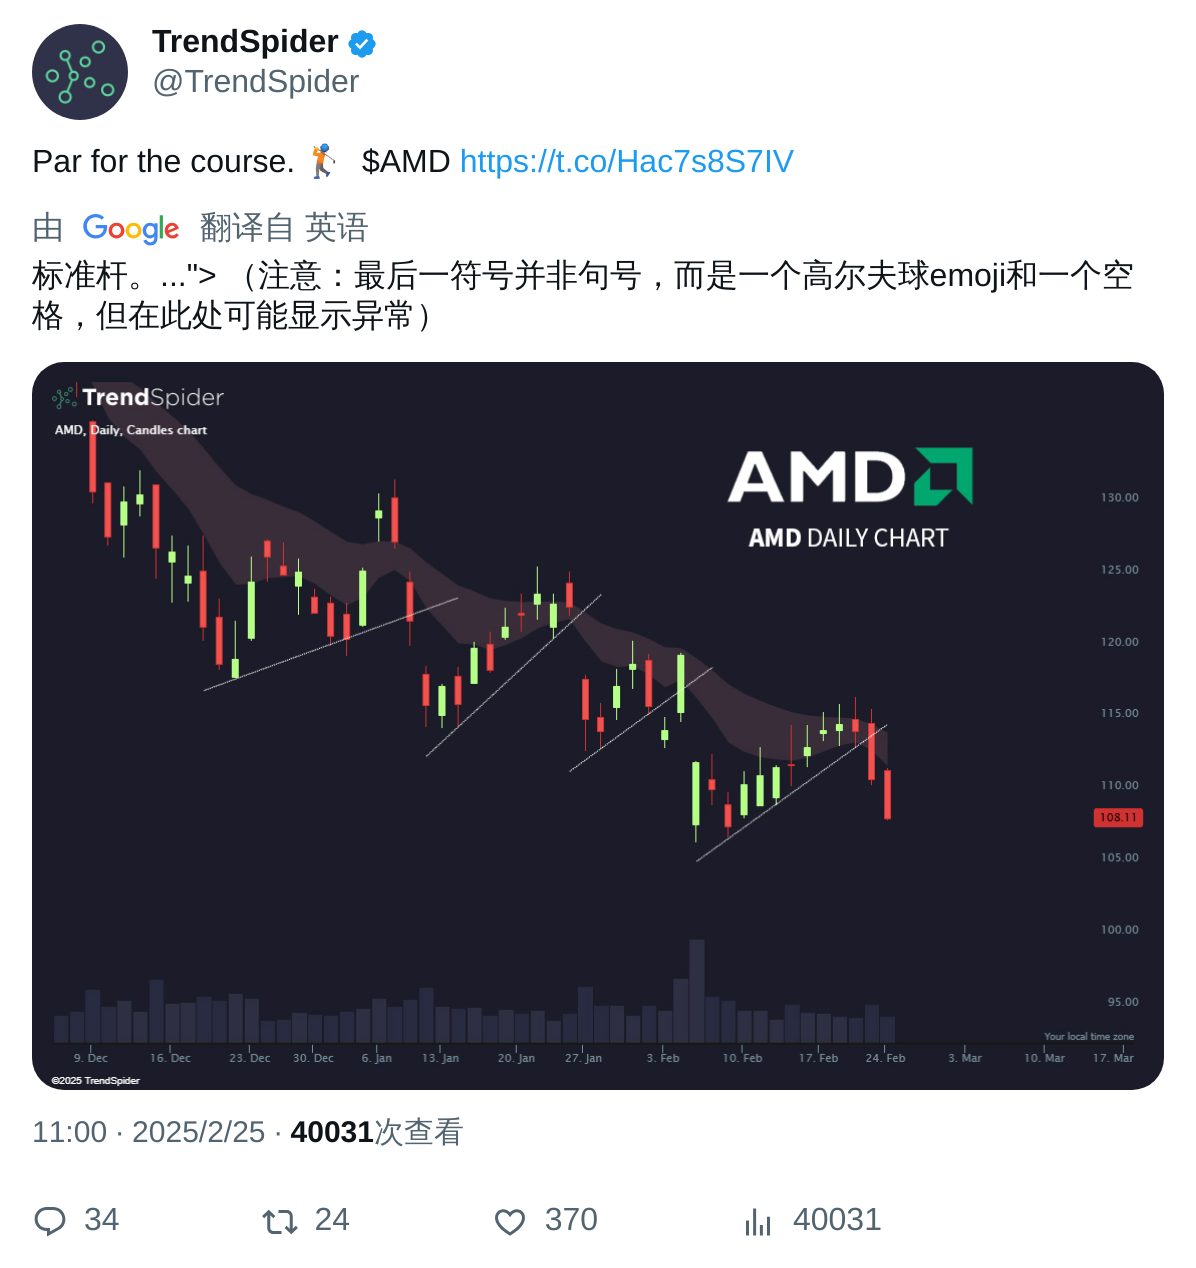 TrendSpider
@TrendSpider
Par for the course. 🏌 $AMD https://t.co/Hac7s8S7IV
由 Google 翻译自 英语
标准杆。..."> （注意：最后一符号并非句号，而是一个高尔夫球emoji和一个空
格，但在此处可能显示异常）
TrendSpider
AMD, Daily, Candles chart
AMD
AMD DAILY CHART
130.00
125.00
120.00
115.00
110.00
108.11
105.00
100.00
95.00
Your local time zone
9. Dec 16. Dec 23. Dec 30. Dec 6. Jan 13. Jan 20. Jan 27. Jan 3. Feb 10. Feb 17. Feb 24. Feb 3. Mar 10. Mar 17. Mar
©2025 TrendSpider
11:00 · 2025/2/25 · 40031次查看
34 24 370 40031